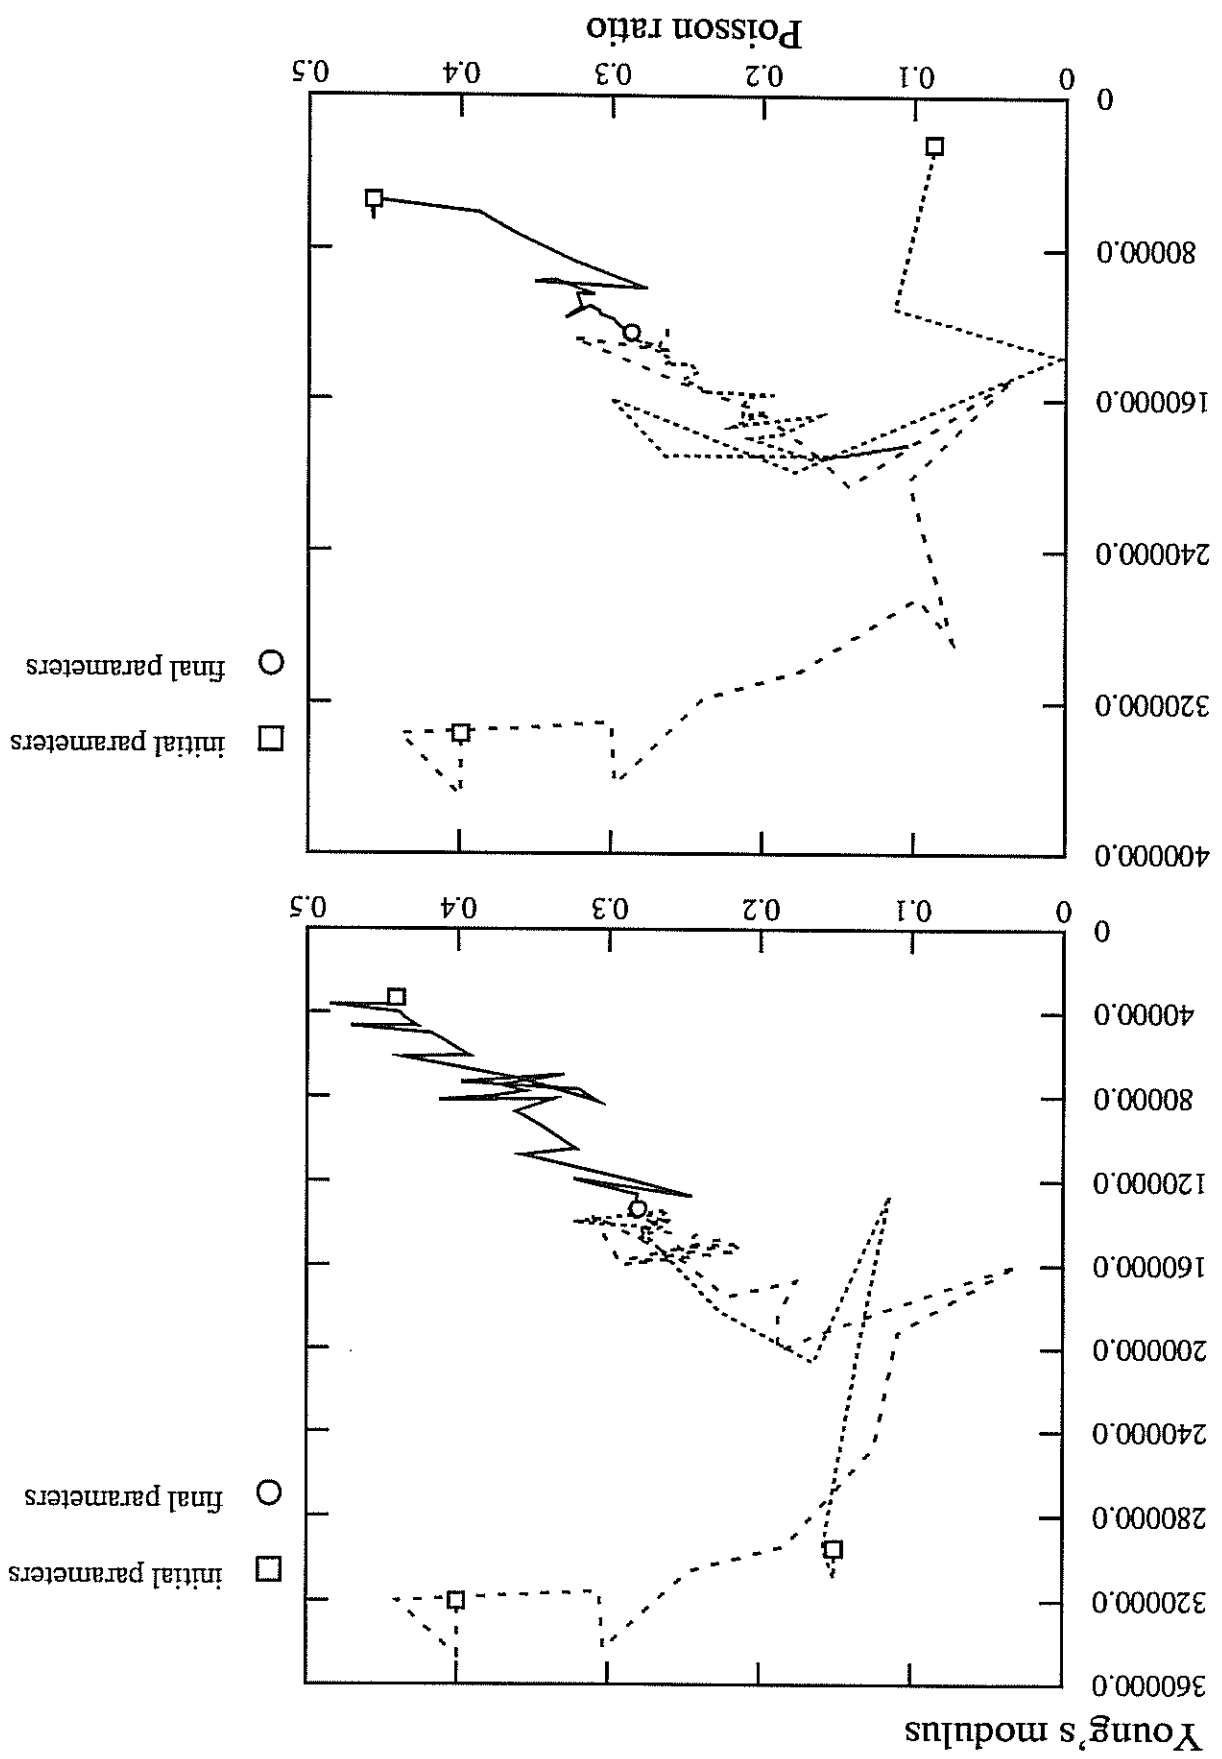 Young's modulus
360000.0
320000.0
280000.0
240000.0
200000.0
160000.0
120000.0
80000.0
40000.0
0
initial parameters
final parameters
0 0.1 0.2 0.3 0.4 0.5
400000.0
320000.0
240000.0
160000.0
80000.0
0
initial parameters
final parameters
0 0.1 0.2 0.3 0.4 0.5
Poisson ratio